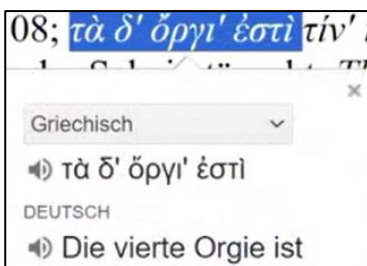 08; τὰ δ' ὄργι' ἐστὶ τίν'
Griechisch
τὰ δ' ὄργι' ἐστὶ
DEUTSCH
Die vierte Orgie ist